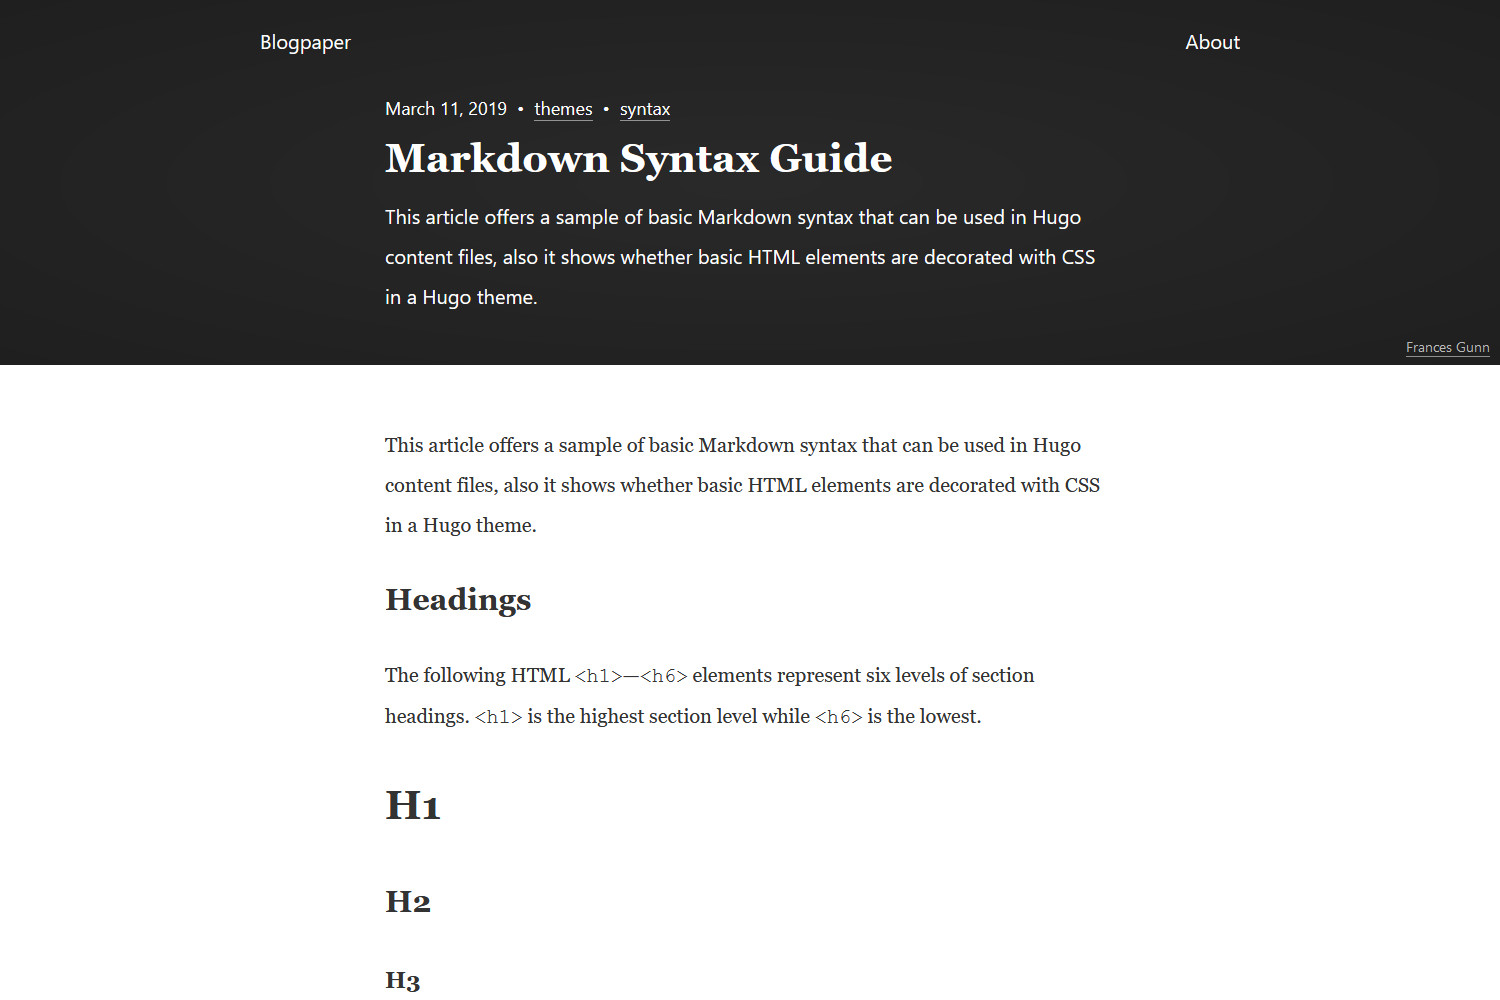 Blogpaper
About
March 11, 2019 • themes • syntax
Markdown Syntax Guide
This article offers a sample of basic Markdown syntax that can be used in Hugo
content files, also it shows whether basic HTML elements are decorated with CSS
in a Hugo theme.
Frances Gunn
This article offers a sample of basic Markdown syntax that can be used in Hugo
content files, also it shows whether basic HTML elements are decorated with CSS
in a Hugo theme.
Headings
The following HTML <h1>—<h6> elements represent six levels of section
headings. <h1> is the highest section level while <h6> is the lowest.
H1
H2
H3